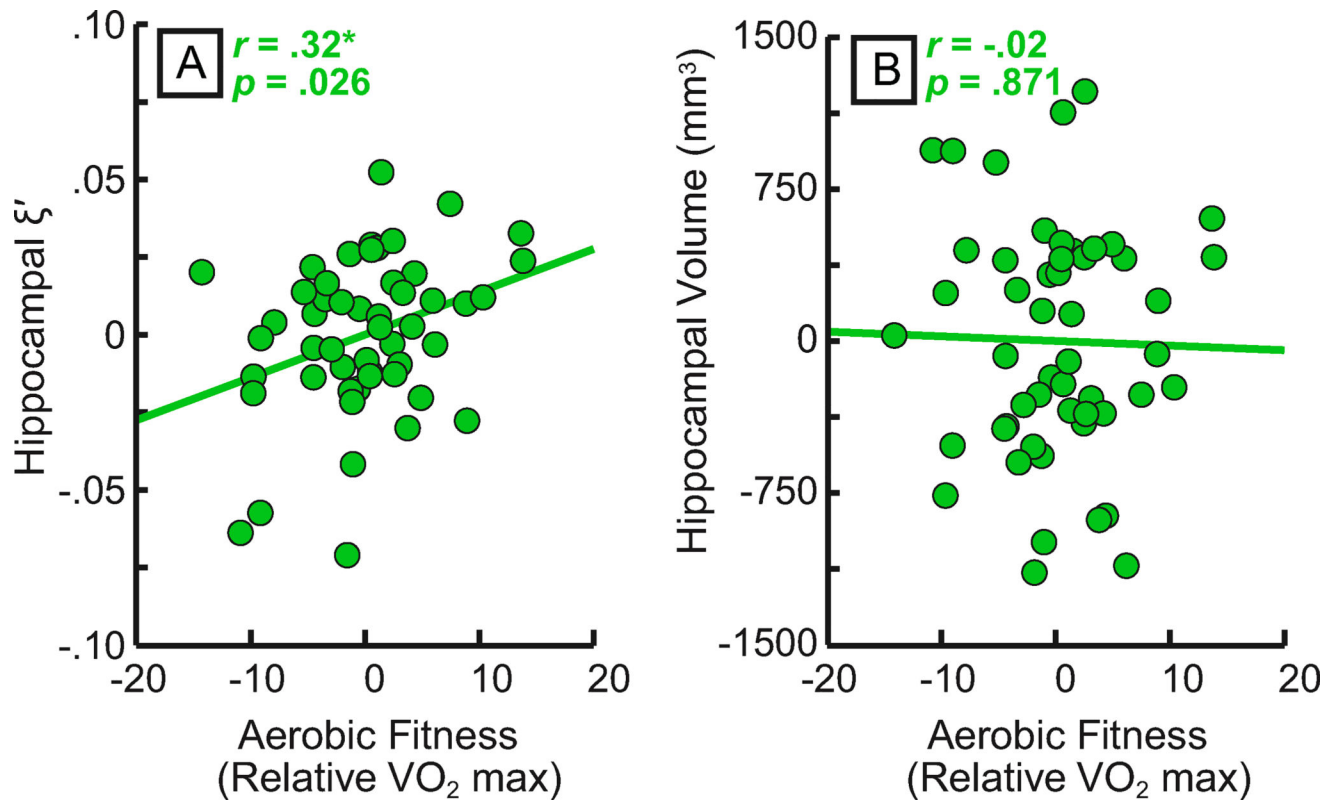 A
r = .32*
p = .026
.10
.05
0
-.05
-.10
Hippocampal ξ′
-20 -10 0 10 20
Aerobic Fitness
(Relative VO₂ max)
B
r = -.02
p = .871
1500
750
0
-750
-1500
Hippocampal Volume (mm³)
-20 -10 0 10 20
Aerobic Fitness
(Relative VO₂ max)